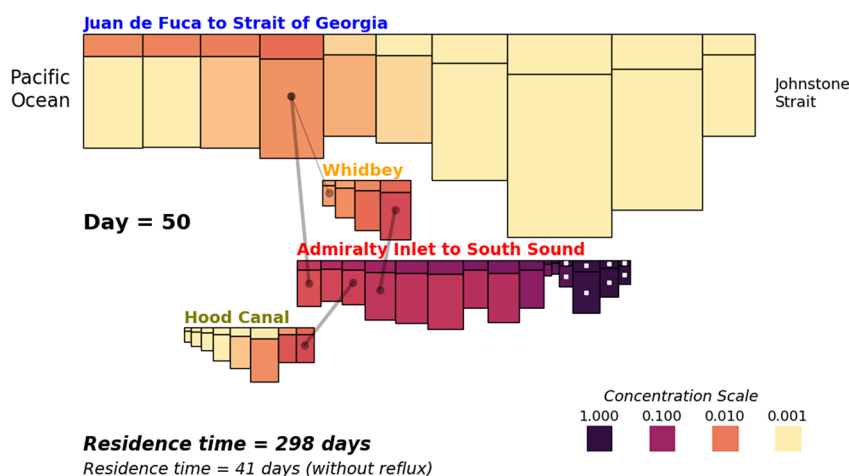 Juan de Fuca to Strait of Georgia
Pacific
Ocean
Johnstone
Strait
Whidbey
Day = 50
Admiralty Inlet to South Sound
Hood Canal
Concentration Scale
1.000 0.100 0.010 0.001
Residence time = 298 days
Residence time = 41 days (without reflux)